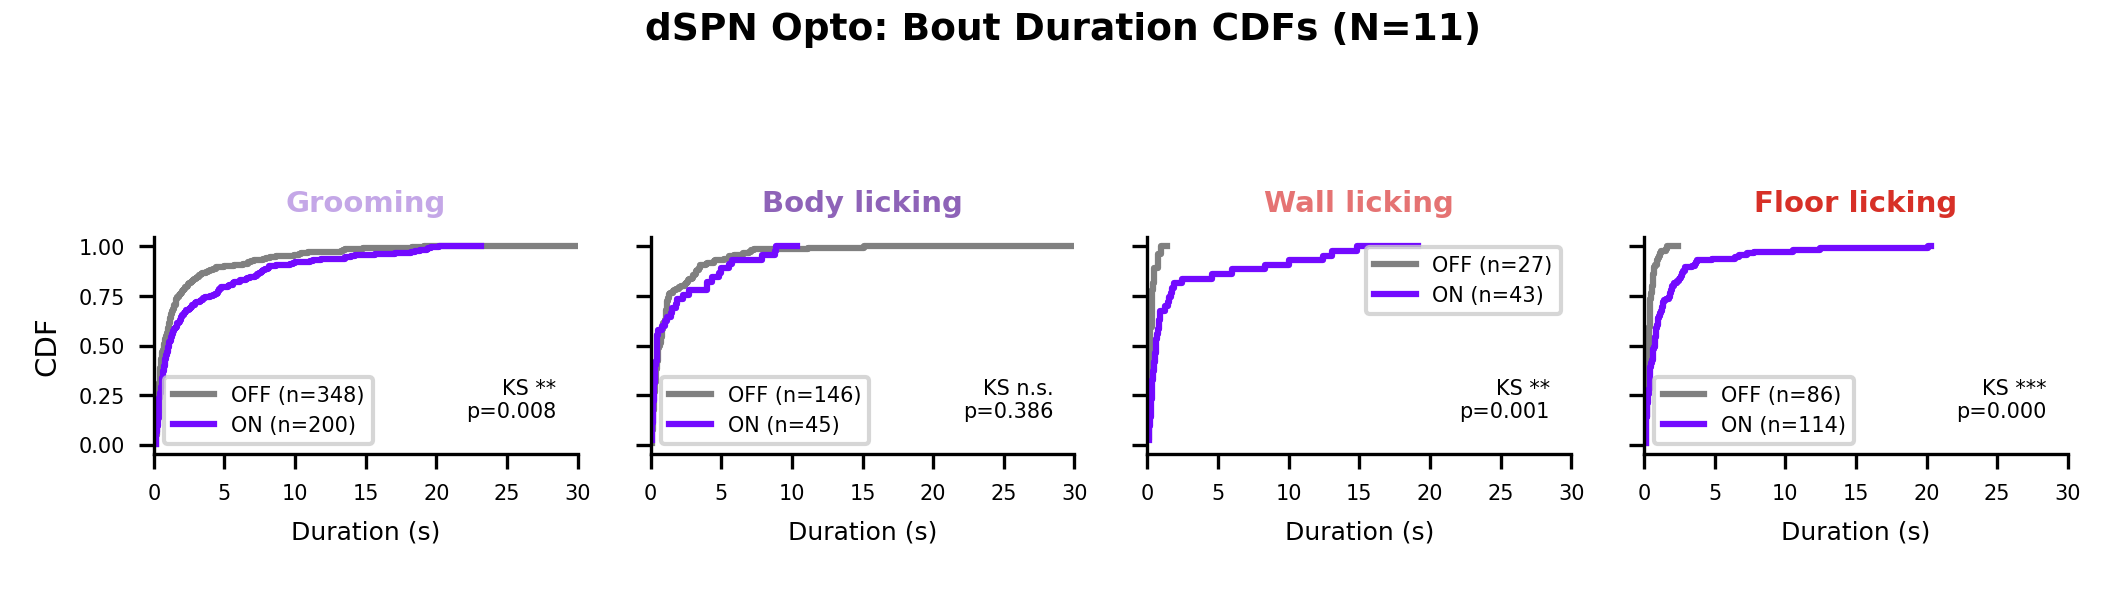 dSPN Opto: Bout Duration CDFs (N=11)
Grooming
CDF
1.00
0.75
0.50
0.25
0.00
OFF (n=348)
ON (n=200)
KS **
p=0.008
0 5 10 15 20 25 30
Duration (s)
Body licking
OFF (n=146)
ON (n=45)
KS n.s.
p=0.386
0 5 10 15 20 25 30
Duration (s)
Wall licking
OFF (n=27)
ON (n=43)
KS **
p=0.001
0 5 10 15 20 25 30
Duration (s)
Floor licking
OFF (n=86)
ON (n=114)
KS ***
p=0.000
0 5 10 15 20 25 30
Duration (s)